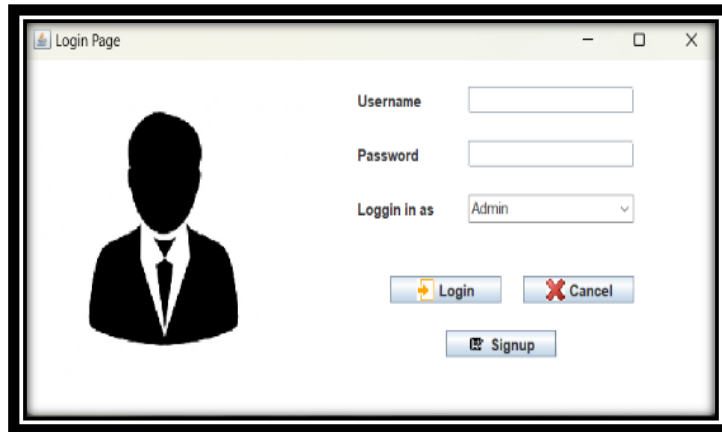 Login Page
Username
Password
Loggin in as Admin
Login Cancel
Signup